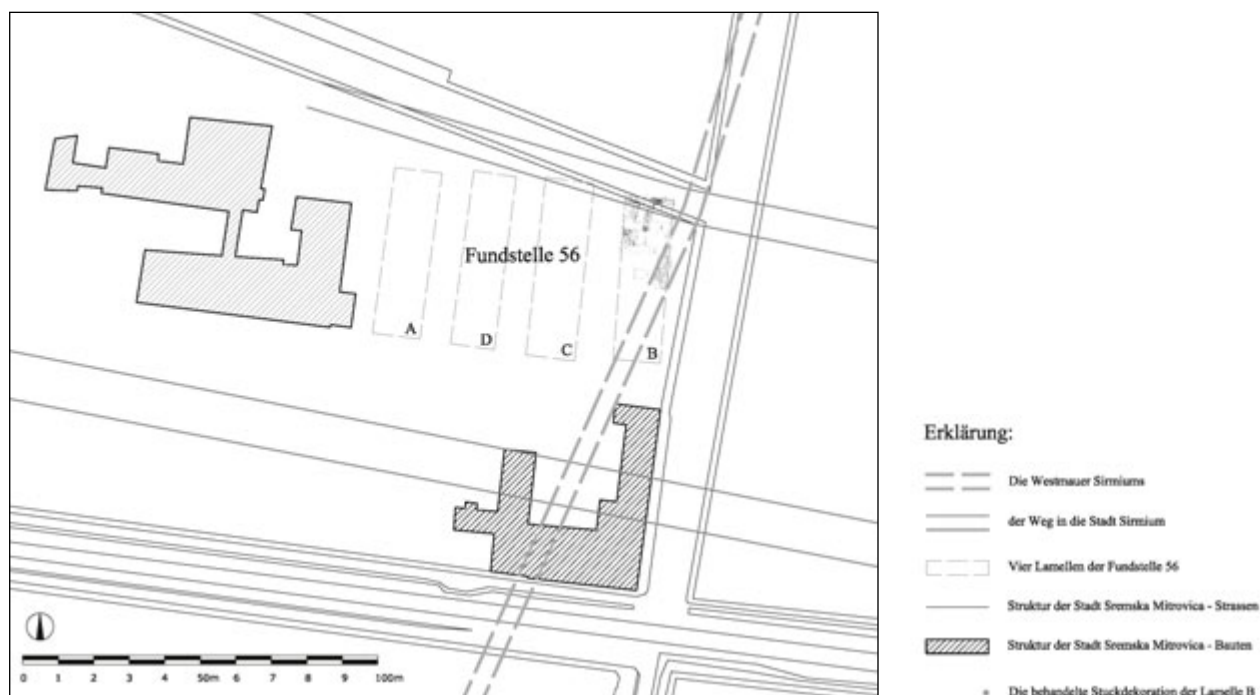 Fundstelle 56
A
D
C
B
0 1 2 3 4 50m 6 7 8 9 100m
Erklärung:
Die Westmauer Sirmiums
der Weg in die Stadt Sirmium
Vier Lamellen der Fundstelle 56
Struktur der Stadt Sremska Mitrovica - Strassen
Struktur der Stadt Sremska Mitrovica - Bauten
Die behandelte Stuckdekoration der Lamelle B